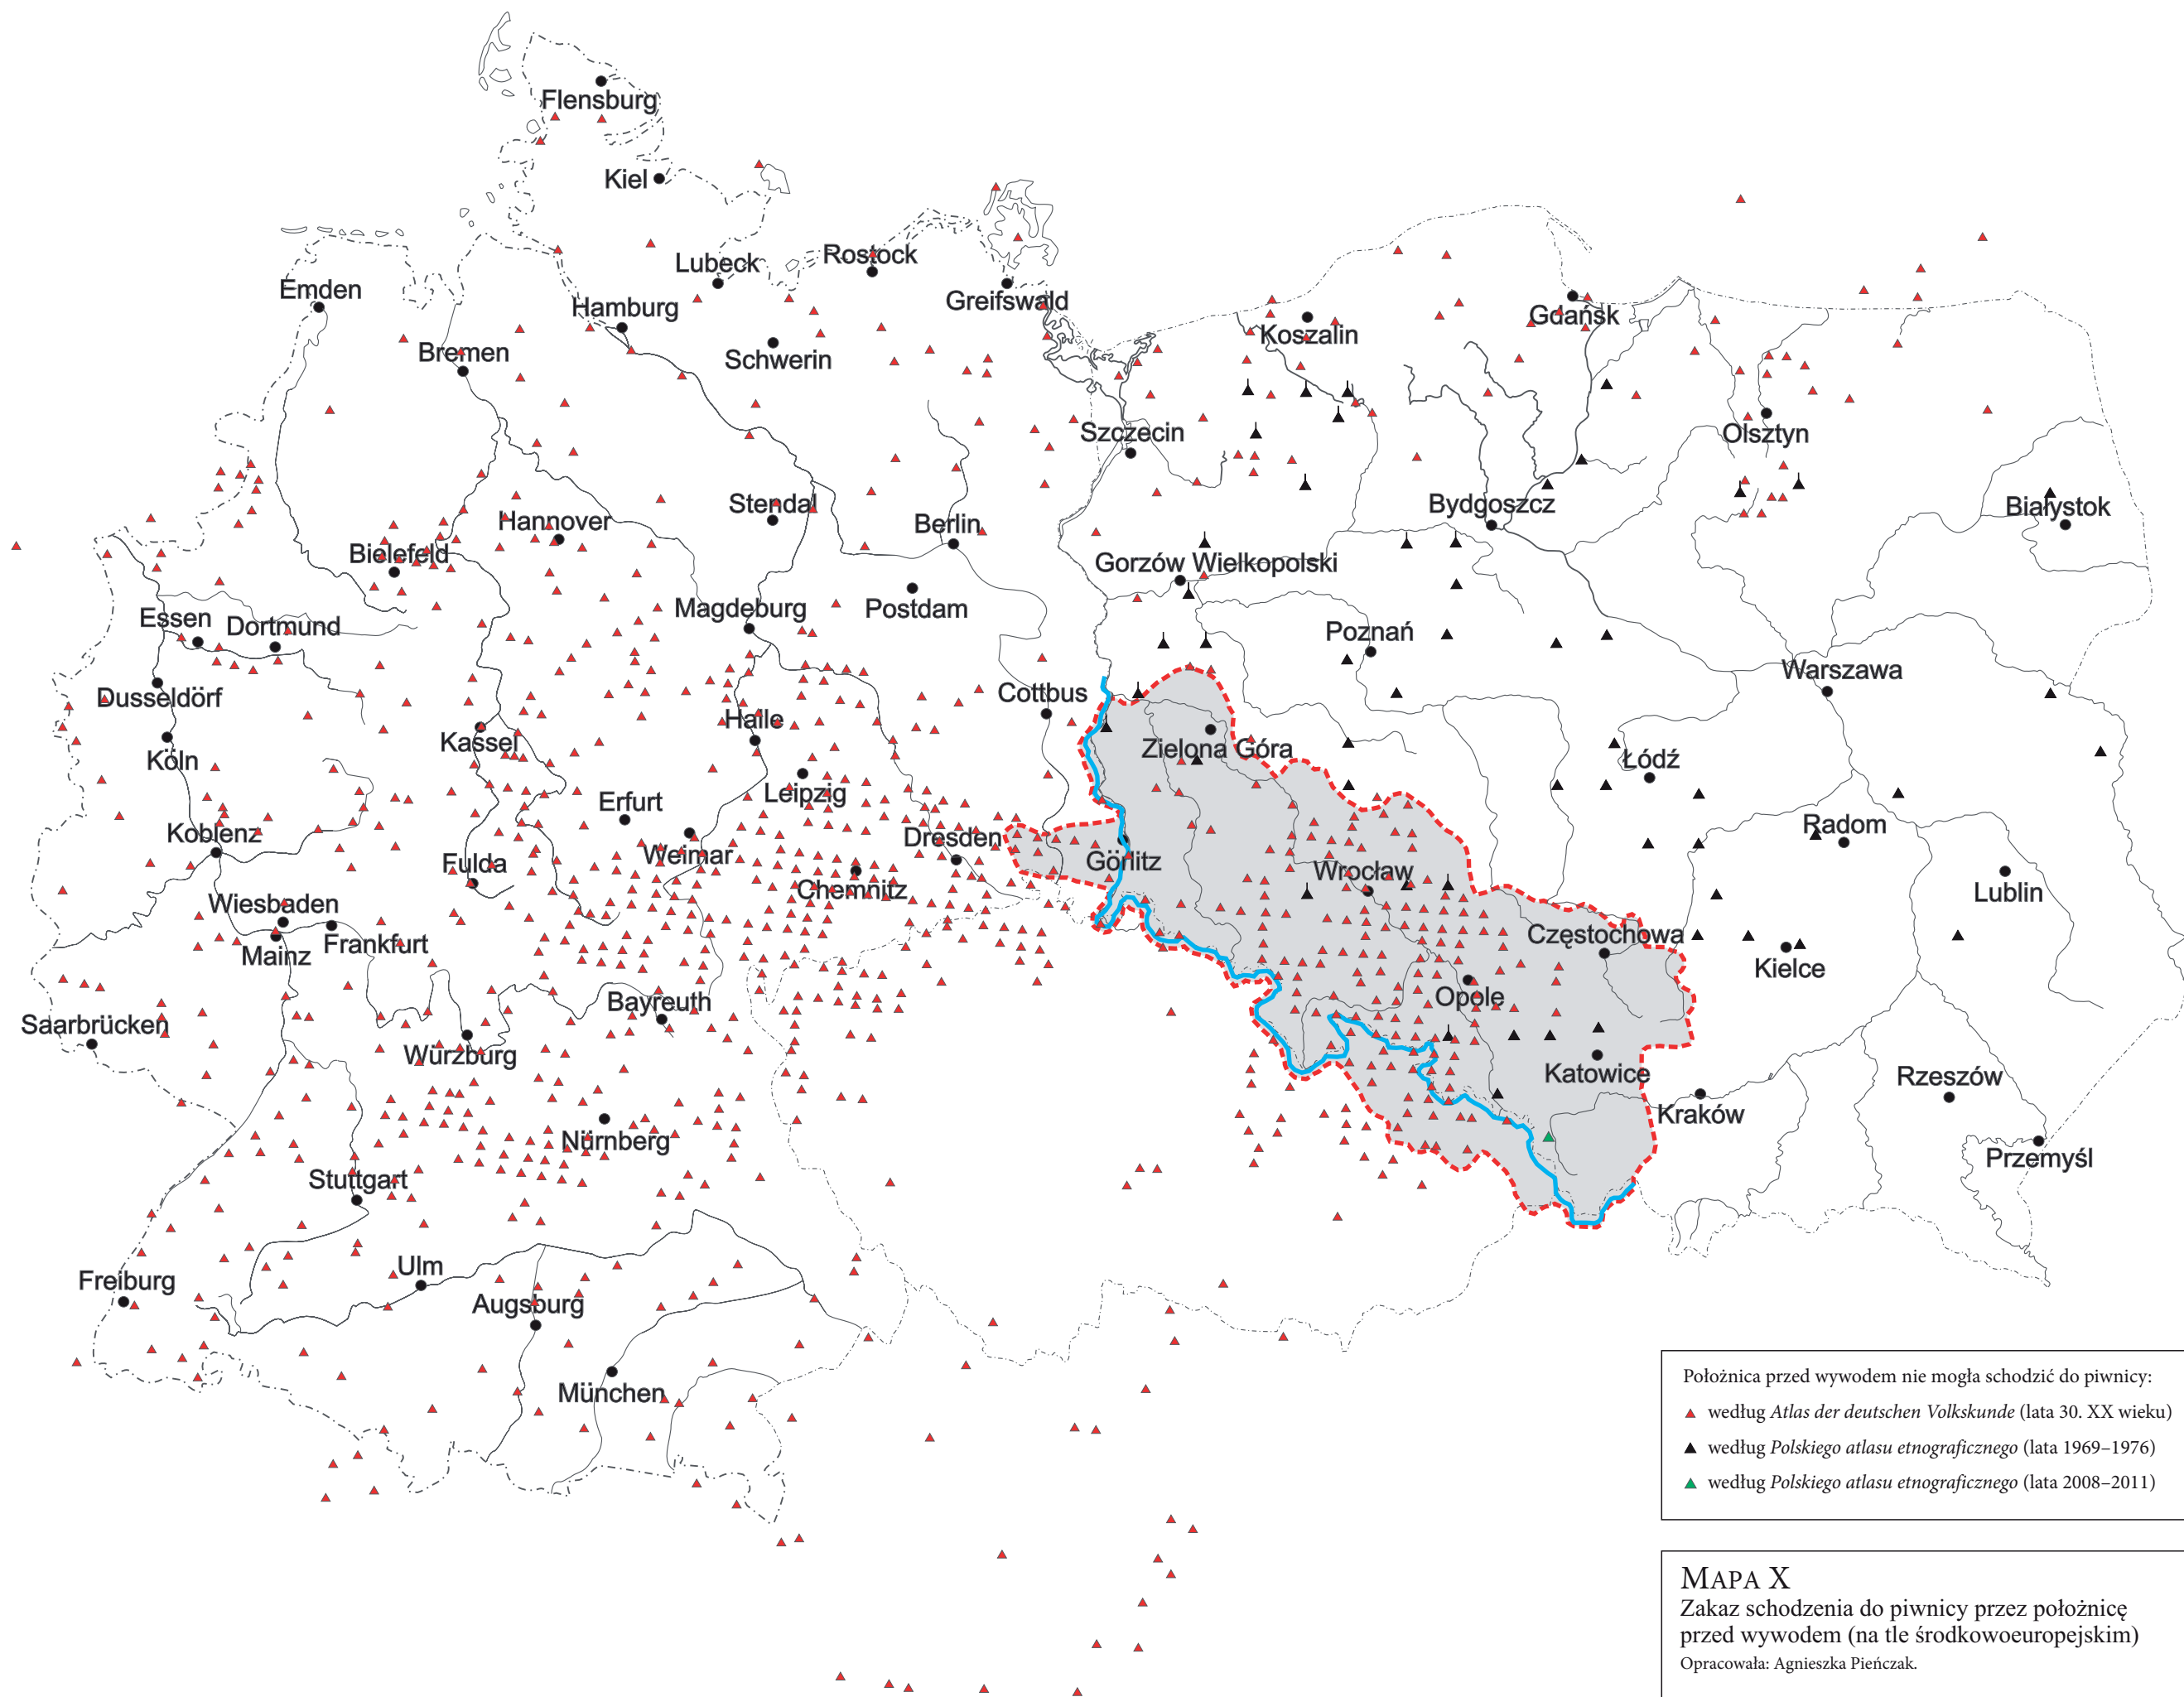 Flensburg
Kiel
Lubeck
Rostock
Greifswald
Emden
Hamburg
Bremen
Schwerin
Koszalin
Gdańsk
Szczecin
Olsztyn
Stendal
Hannover
Berlin
Bydgoszcz
Białystok
Bielefeld
Gorzów Wielkopolski
Magdeburg
Postdam
Essen
Dortmund
Poznań
Warszawa
Dusseldörf
Cottbus
Halle
Kassel
Zielona Góra
Łódź
Köln
Leipzig
Erfurt
Radom
Koblenz
Dresden
Weimar
Fulda
Görlitz
Wrocław
Chemnitz
Lublin
Wiesbaden
Frankfurt
Mainz
Częstochowa
Kielce
Bayreuth
Opole
Saarbrücken
Würzburg
Katowice
Rzeszów
Kraków
Nürnberg
Przemyśl
Stuttgart
Ulm
Freiburg
Augsburg
München
Położnica przed wywodem nie mogła schodzić do piwnicy:
według Atlas der deutschen Volkskunde (lata 30. XX wieku)
według Polskiego atlasu etnograficznego (lata 1969–1976)
według Polskiego atlasu etnograficznego (lata 2008–2011)
MAPA X
Zakaz schodzenia do piwnicy przez położnicę
przed wywodem (na tle środkowoeuropejskim)
Opracowała: Agnieszka Pieńczak.